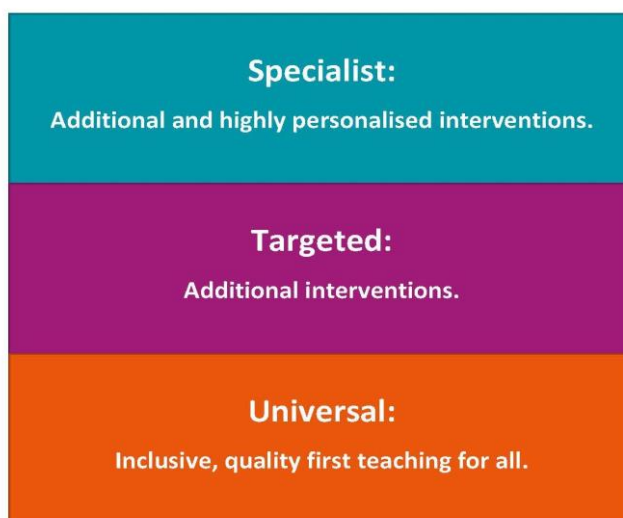 Specialist:
Additional and highly personalised interventions.
Targeted:
Additional interventions.
Universal:
Inclusive, quality first teaching for all.